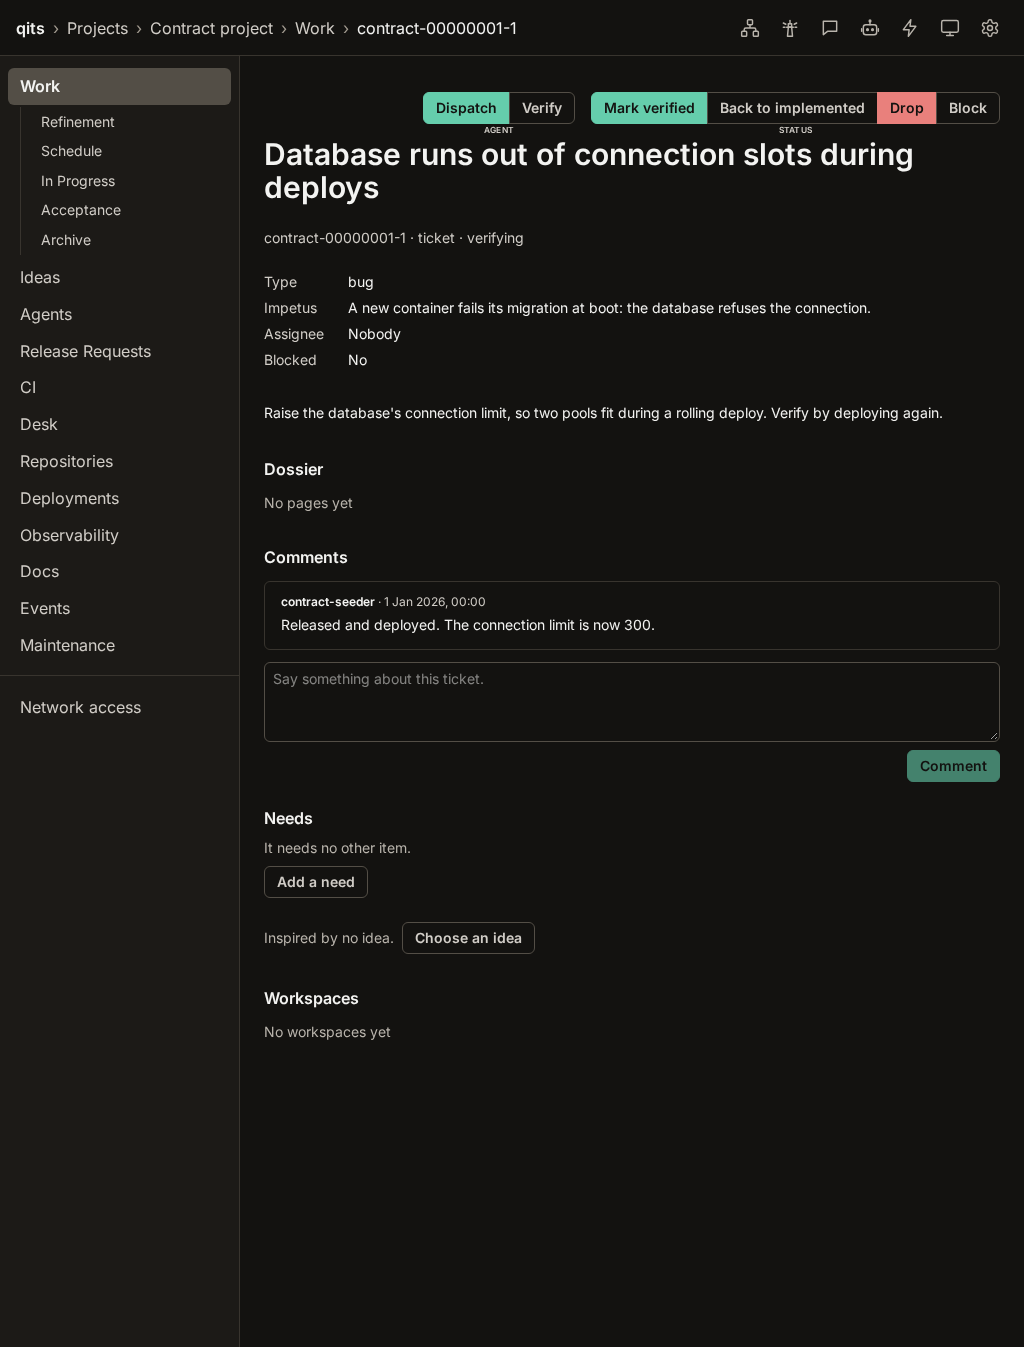 qits › Projects › Contract project › Work › contract-00000001-1
Work
Refinement
Schedule
In Progress
Acceptance
Archive
Ideas
Agents
Release Requests
CI
Desk
Repositories
Deployments
Observability
Docs
Events
Maintenance
Network access
Dispatch Verify
AGENT
Mark verified Back to implemented Drop Block
STATUS
Database runs out of connection slots during
deploys
contract-00000001-1 · ticket · verifying
Type bug
Impetus A new container fails its migration at boot: the database refuses the connection.
Assignee Nobody
Blocked No
Raise the database's connection limit, so two pools fit during a rolling deploy. Verify by deploying again.
Dossier
No pages yet
Comments
contract-seeder · 1 Jan 2026, 00:00
Released and deployed. The connection limit is now 300.
Say something about this ticket.
Comment
Needs
It needs no other item.
Add a need
Inspired by no idea. Choose an idea
Workspaces
No workspaces yet